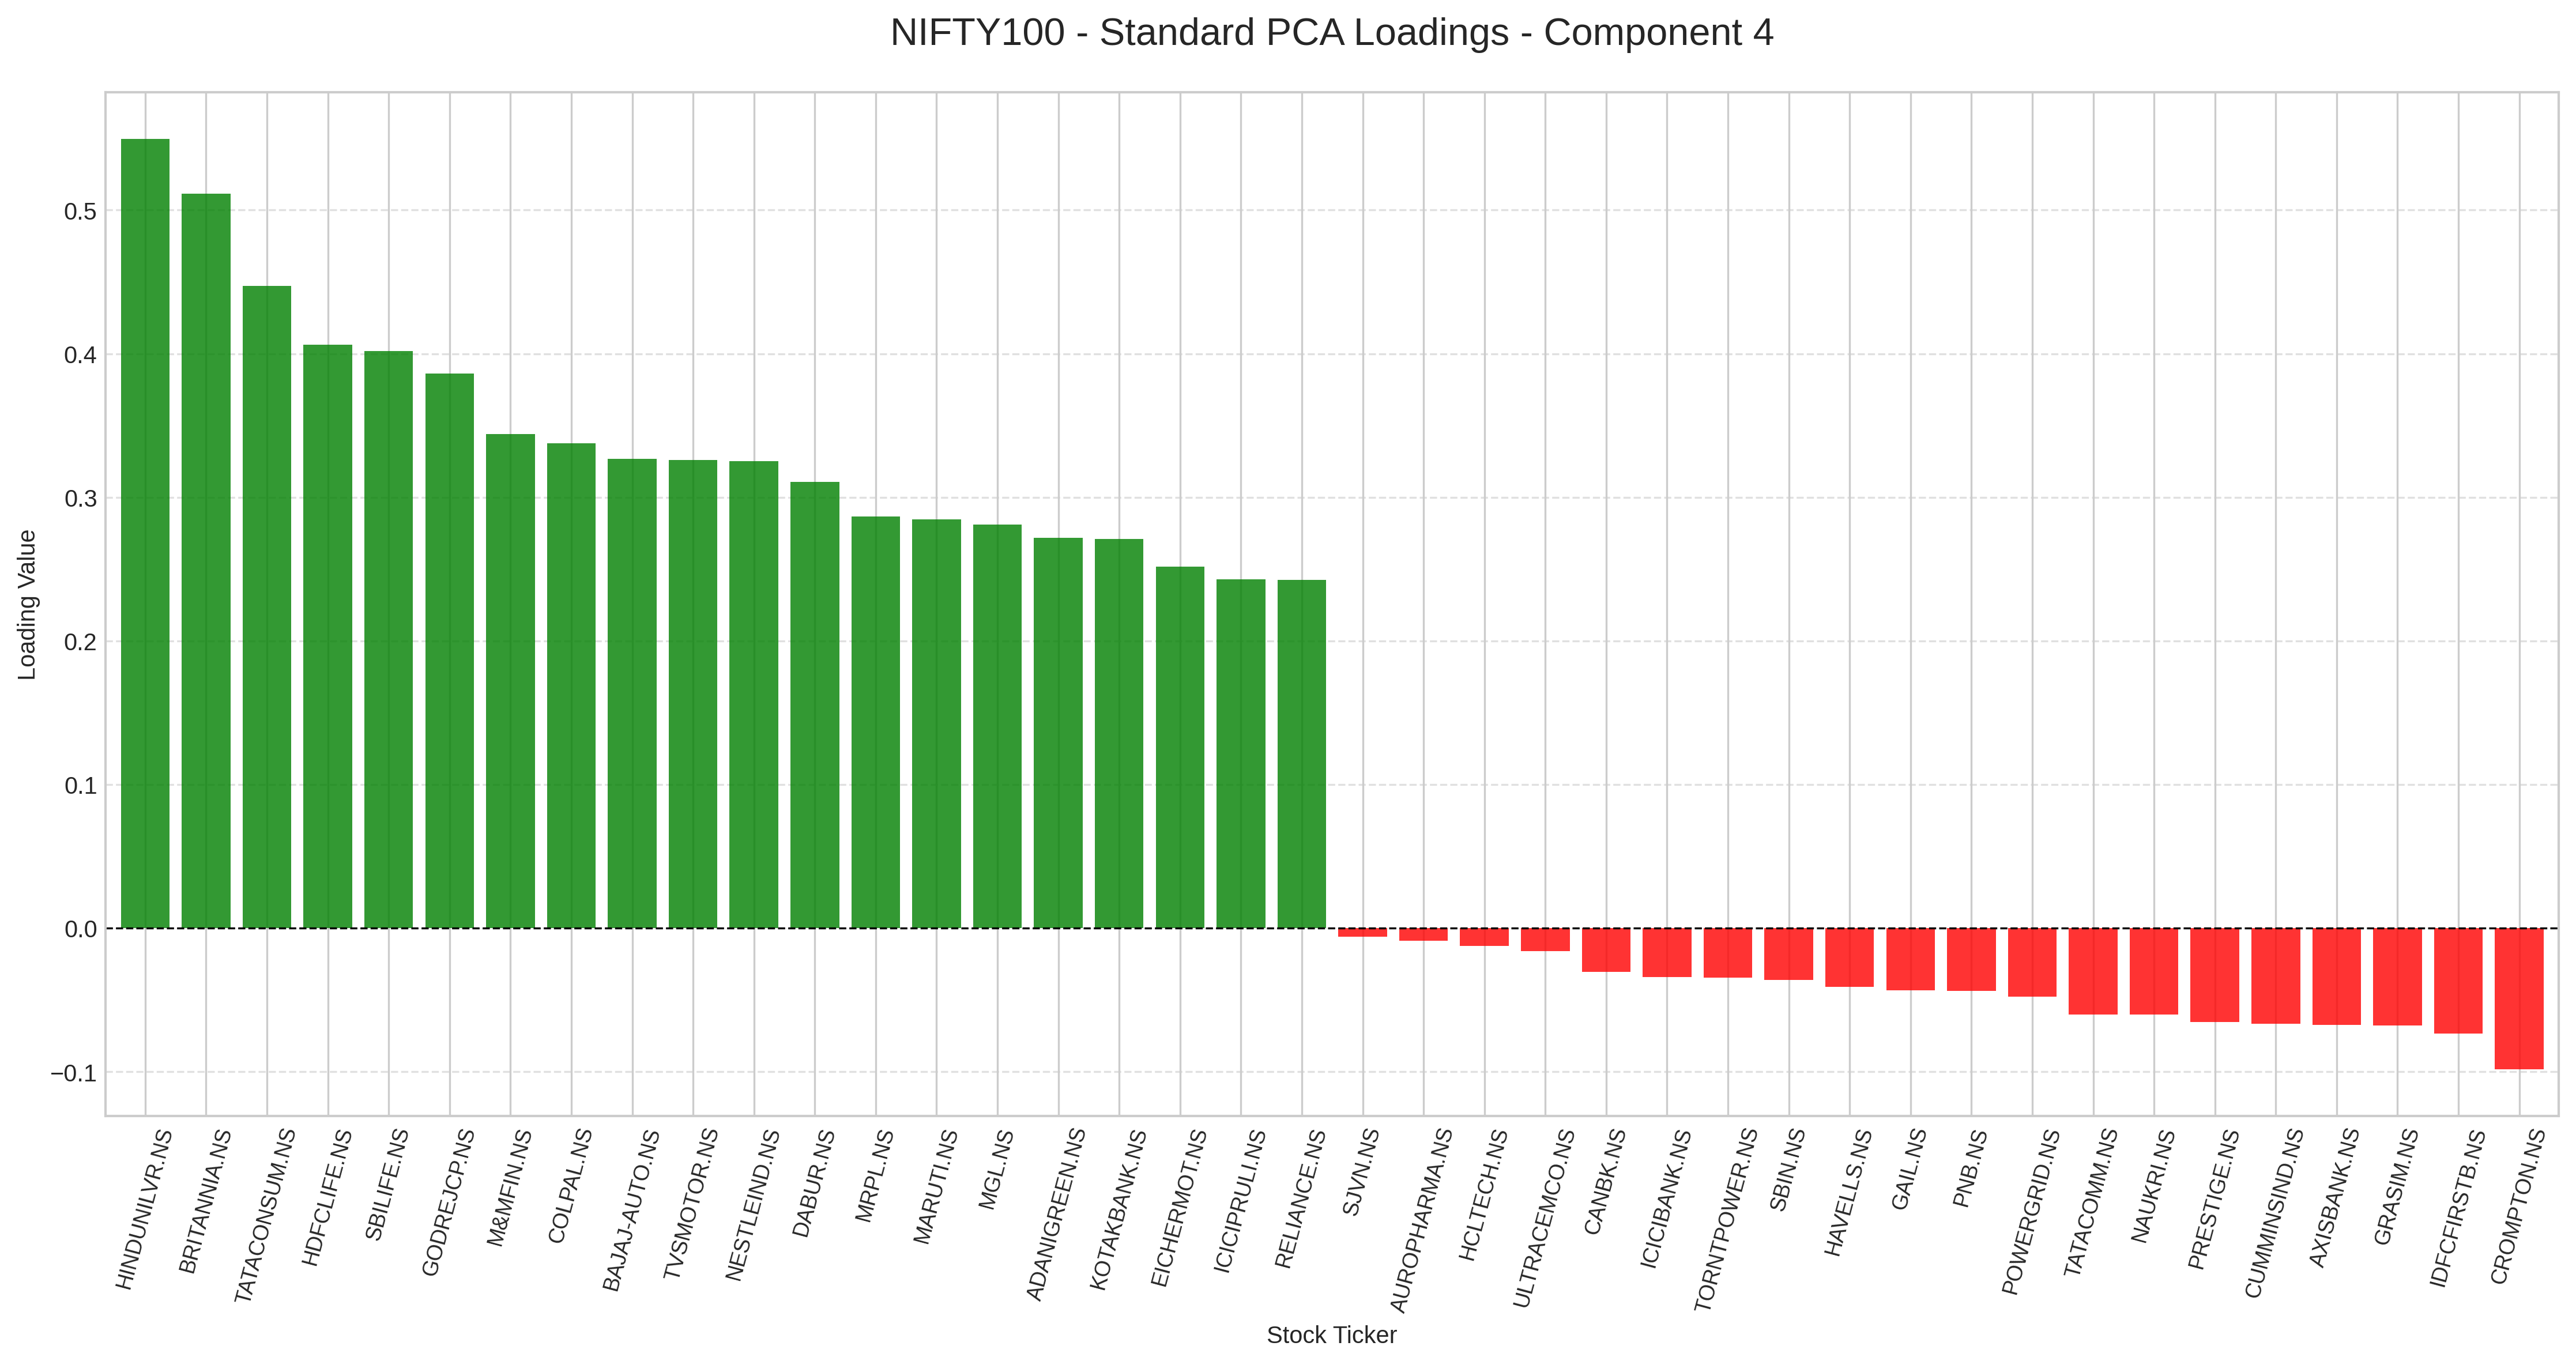 NIFTY100 - Standard PCA Loadings - Component 4
Loading Value
0.5
0.4
0.3
0.2
0.1
0.0
−0.1
HINDUNILVR.NS
BRITANNIA.NS
TATACONSUM.NS
HDFCLIFE.NS
SBILIFE.NS
GODREJCP.NS
M&MFIN.NS
COLPAL.NS
BAJAJ-AUTO.NS
TVSMOTOR.NS
NESTLEIND.NS
DABUR.NS
MRPL.NS
MARUTI.NS
MGL.NS
ADANIGREEN.NS
KOTAKBANK.NS
EICHERMOT.NS
ICICIPRULI.NS
RELIANCE.NS
SJVN.NS
AUROPHARMA.NS
HCLTECH.NS
ULTRACEMCO.NS
CANBK.NS
ICICIBANK.NS
TORNTPOWER.NS
SBIN.NS
HAVELLS.NS
GAIL.NS
PNB.NS
POWERGRID.NS
TATACOMM.NS
NAUKRI.NS
PRESTIGE.NS
CUMMINSIND.NS
AXISBANK.NS
GRASIM.NS
IDFCFIRSTB.NS
CROMPTON.NS
Stock Ticker